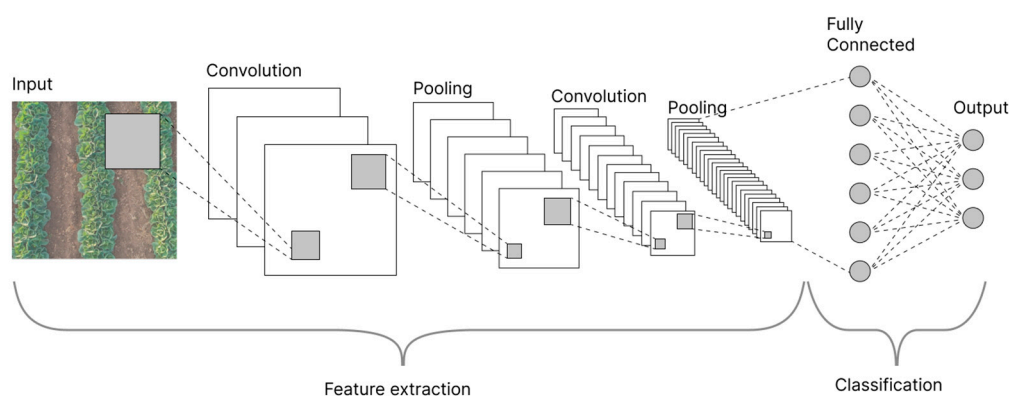 Input
Convolution
Pooling
Convolution
Pooling
Fully
Connected
Output
Feature extraction
Classification